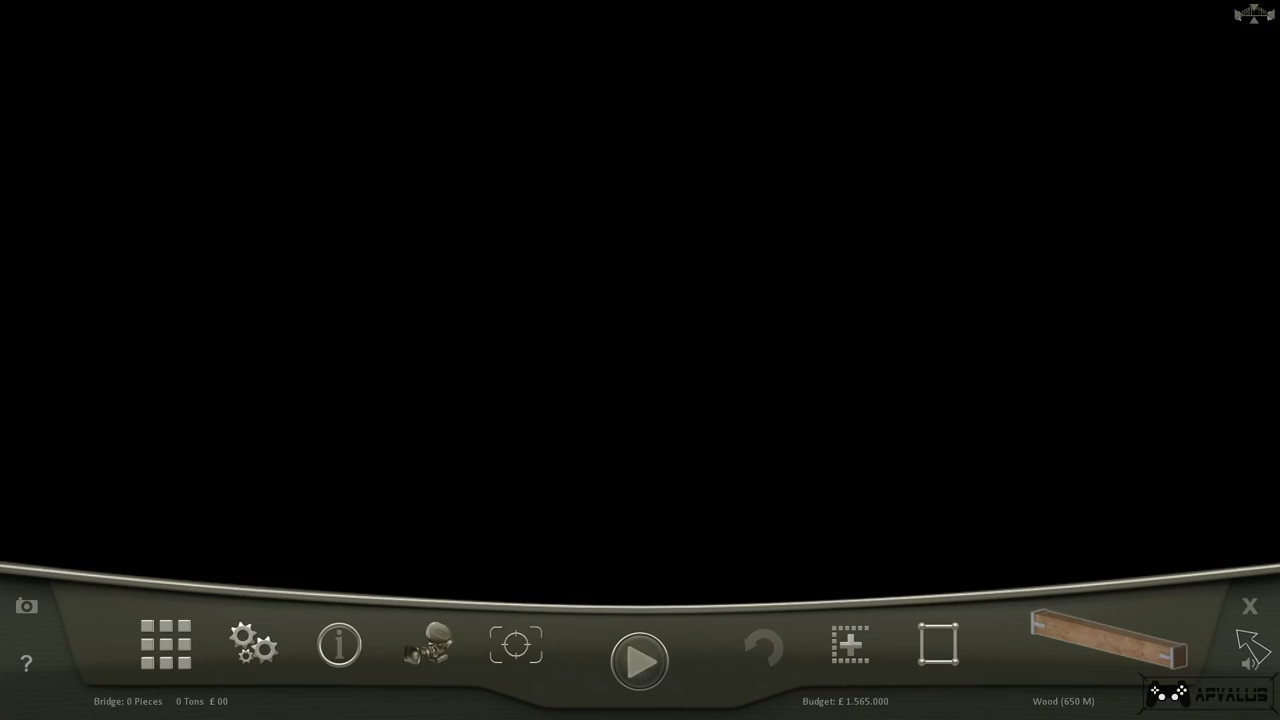 ?
X
Bridge: 0 Pieces 0 Tons £ 00
Budget: £ 1.565.000
Wood (650 M)
APVALUS